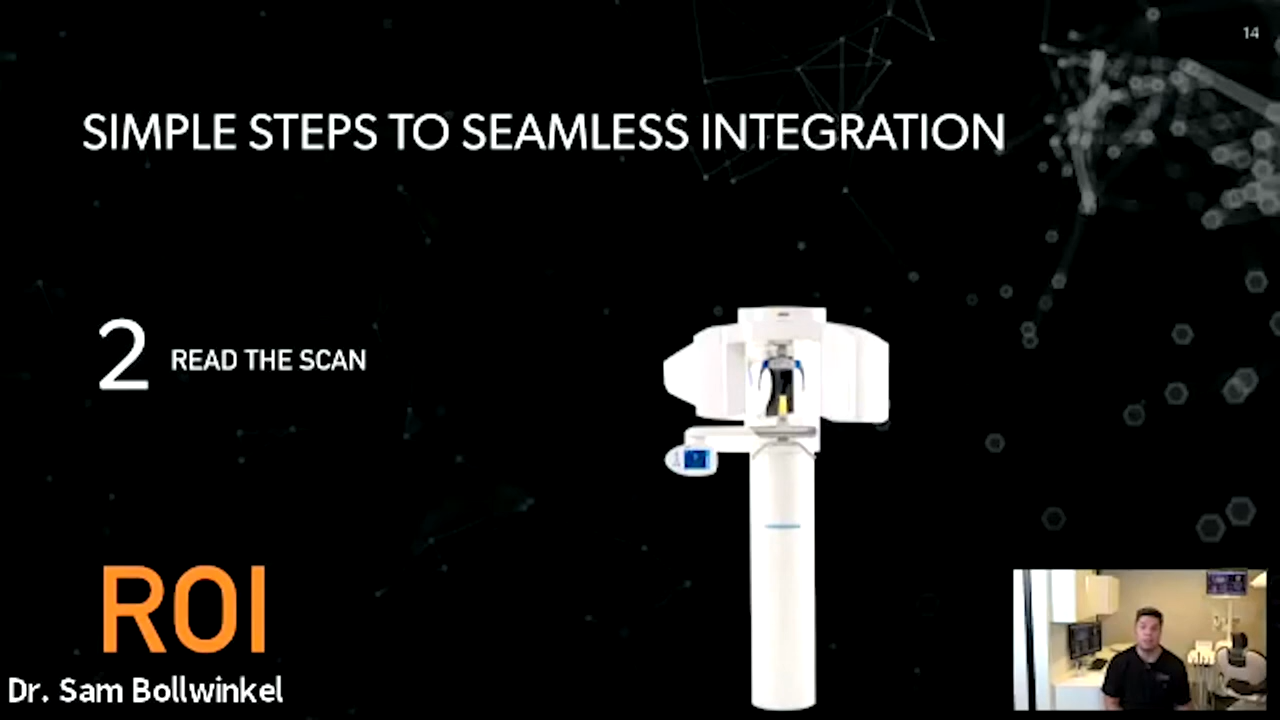 14
SIMPLE STEPS TO SEAMLESS INTEGRATION
2 READ THE SCAN
ROI
Dr. Sam Bollwinkel